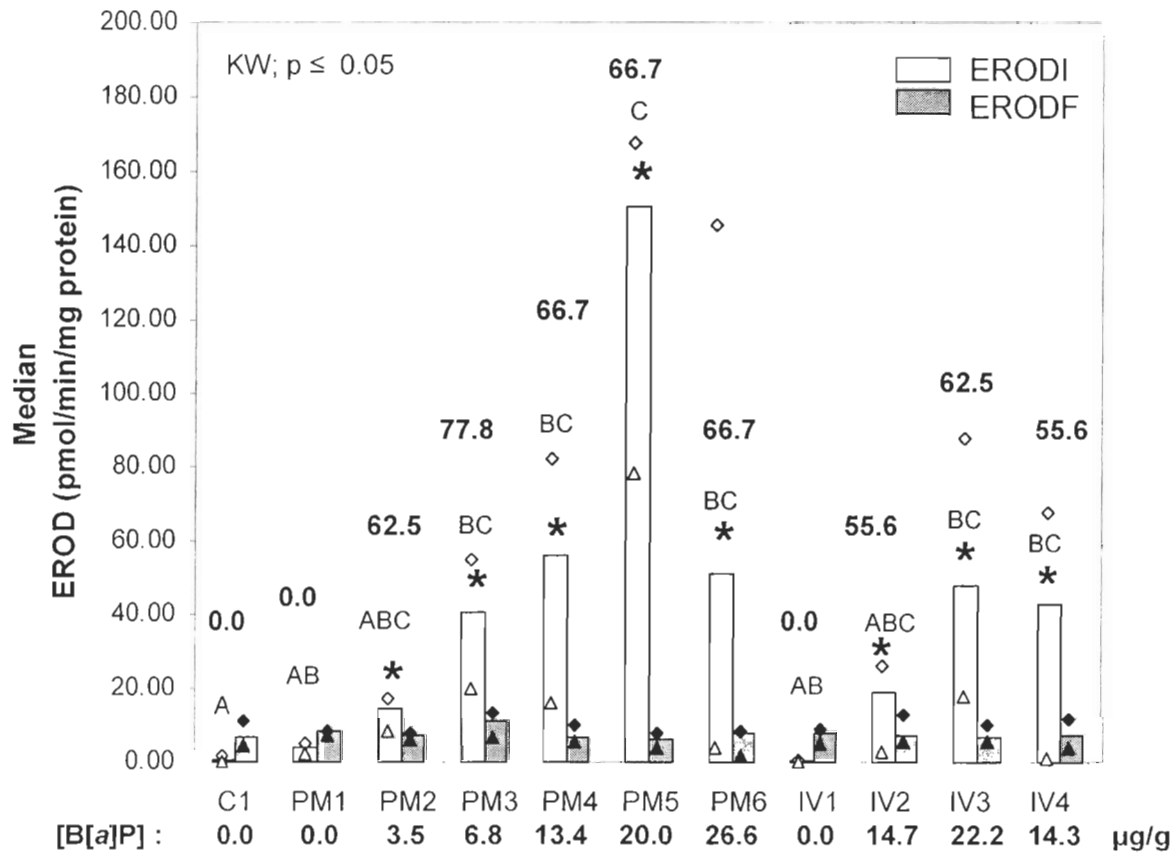 200.00
180.00
160.00
140.00
120.00
100.00
80.00
60.00
40.00
20.00
0.00
Median
EROD (pmol/min/mg protein)
KW; p ≤ 0.05
ERODI
ERODF
66.7
C
*
66.7
BC
*
62.5
BC
*
77.8
BC
*
66.7
BC
*
55.6
BC
*
62.5
ABC
*
55.6
ABC
*
0.0
A
0.0
AB
0.0
AB
C1 PM1 PM2 PM3 PM4 PM5 PM6 IV1 IV2 IV3 IV4
[B[a]P] : 0.0 0.0 3.5 6.8 13.4 20.0 26.6 0.0 14.7 22.2 14.3 µg/g